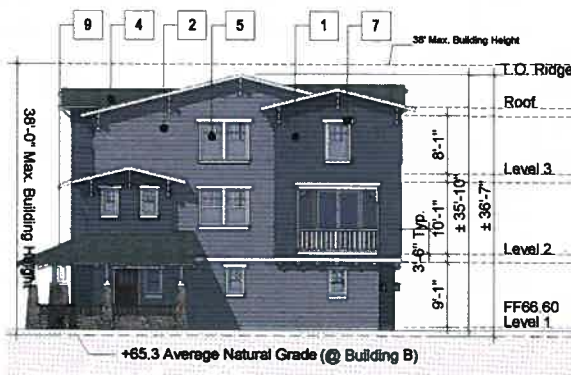 9 4 2 5 1 7
38' Max. Building Height
T.O. Ridge
Roof
Level 3
Level 2
FF66.60
Level 1
38'-0" Max. Building Height
8'-1"
10'-1"
3'-6" Typ.
9'-1"
± 35'-10"
± 36'-7"
+65.3 Average Natural Grade (@ Building B)